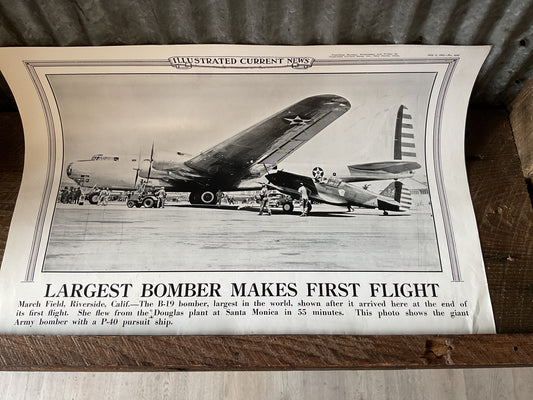 ILLUSTRATED CURRENT NEWS
LARGEST BOMBER MAKES FIRST FLIGHT
March Field, Riverside, Calif.—The B-19 bomber, largest in the world, shown after it arrived here at the end of
its first flight. She flew from the Douglas plant at Santa Monica in 55 minutes. This photo shows the giant
Army bomber with a P-40 pursuit ship.